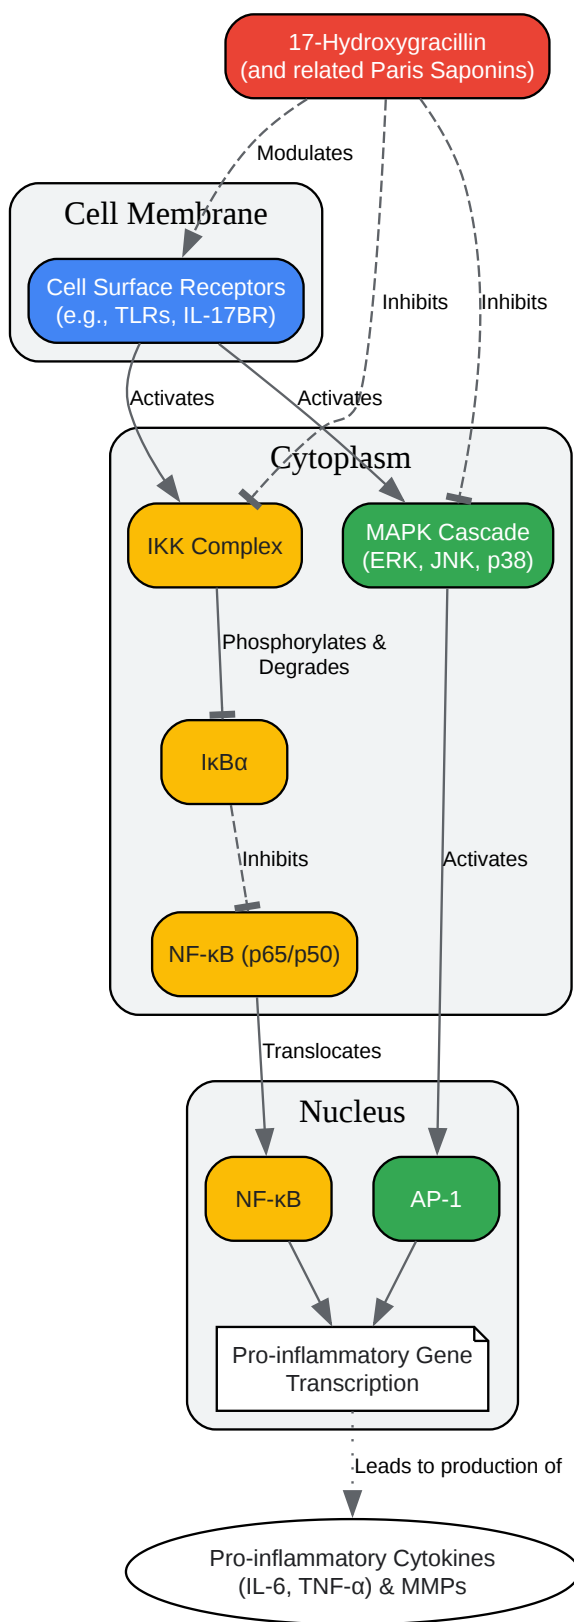 17-Hydroxygracillin
(and related Paris Saponins)
Modulates
Cell Membrane
Cell Surface Receptors
(e.g., TLRs, IL-17BR)
Inhibits
Inhibits
Activates
Activates
Cytoplasm
IKK Complex
MAPK Cascade
(ERK, JNK, p38)
Phosphorylates &
Degrades
IκBα
Inhibits
Activates
NF-κB (p65/p50)
Translocates
Nucleus
NF-κB
AP-1
Pro-inflammatory Gene
Transcription
Leads to production of
Pro-inflammatory Cytokines
(IL-6, TNF-α) & MMPs